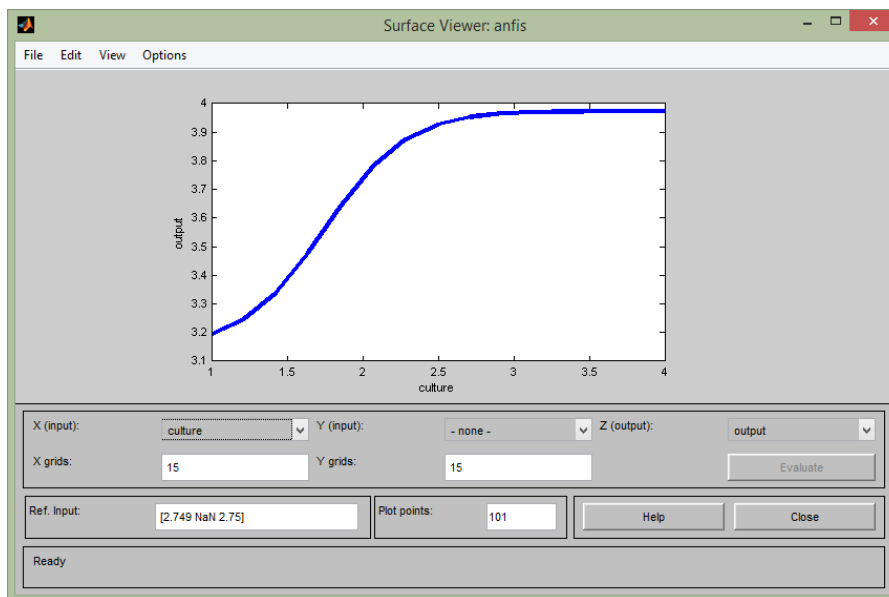 Surface Viewer: anfis
File Edit View Options
4
3.9
3.8
3.7
3.6
3.5
3.4
3.3
3.2
3.1
output
1 1.5 2 2.5 3 3.5 4
culture
X (input): culture Y (input): - none - Z (output): output
X grids: 15 Y grids: 15 Evaluate
Ref. Input: [2.749 NaN 2.75] Plot points: 101 Help Close
Ready